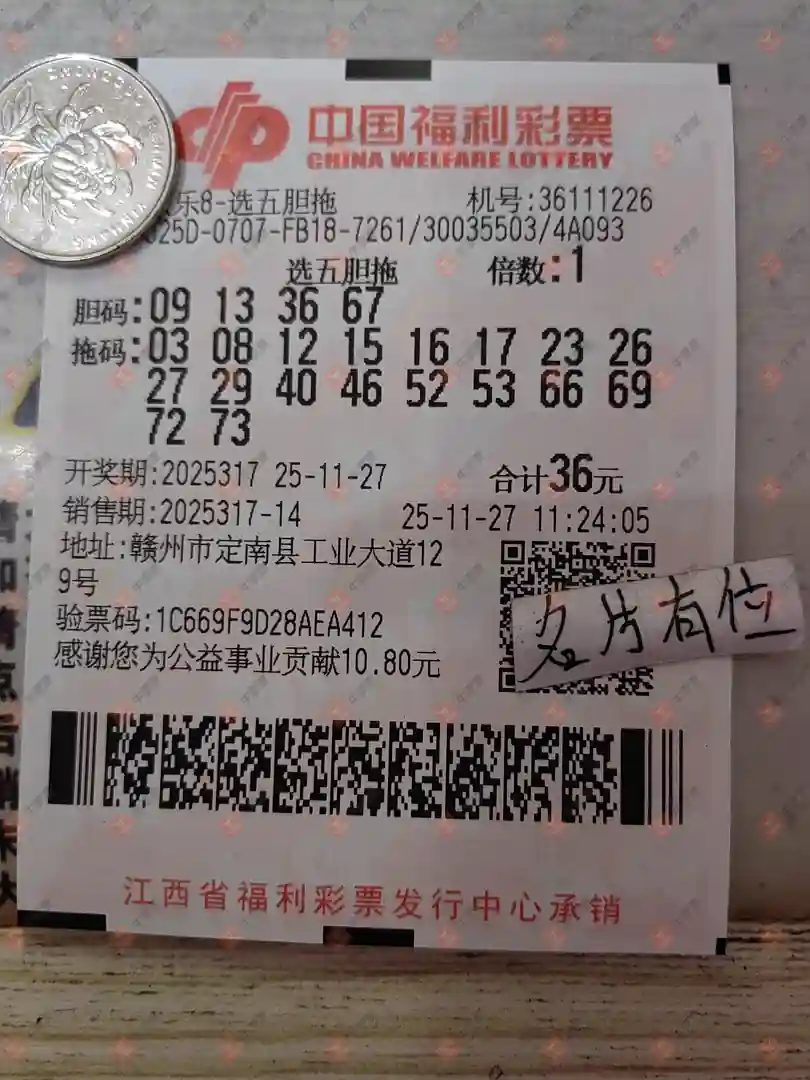 中国福利彩票
CHINA WELFARE LOTTERY
乐8-选五胆拖 机号:36111226
25D-0707-FB18-7261/30035503/4A093
选五胆拖 倍数:1
胆码:09 13 36 67
拖码:03 08 12 15 16 17 23 26
27 29 40 46 52 53 66 69
72 73
开奖期:2025317 25-11-27 合计36元
销售期:2025317-14 25-11-27 11:24:05
地址:赣州市定南县工业大道12
9号
验票码:1C669F9D28AEA412
感谢您为公益事业贡献10.80元
名片有位
江西省福利彩票发行中心承销